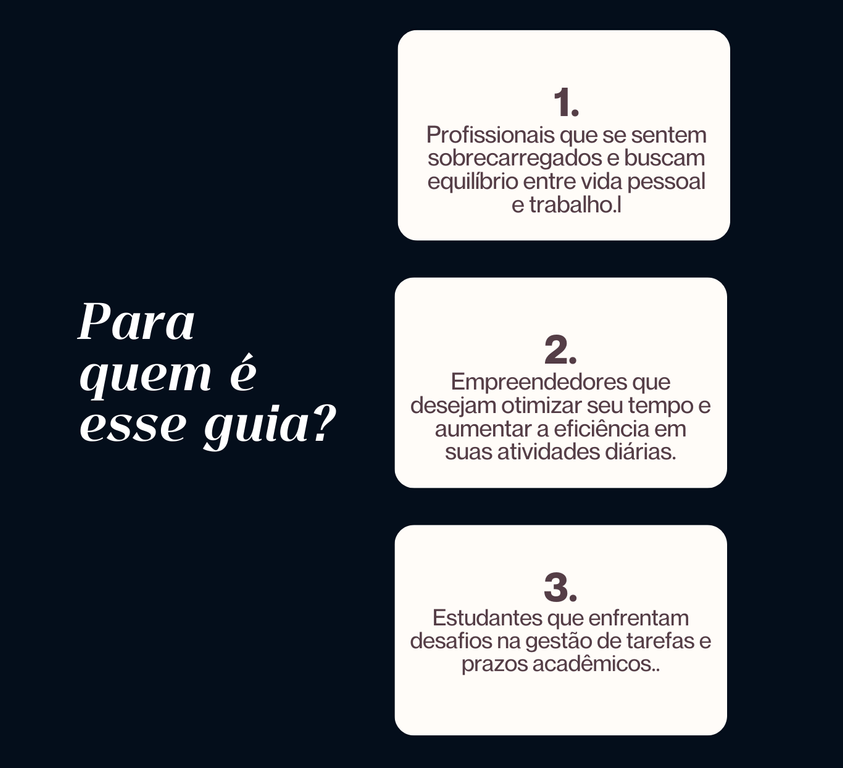 Para
quem é
esse guia?
1.
Profissionais que se sentem
sobrecarregados e buscam
equilíbrio entre vida pessoal
e trabalho.l
2.
Empreendedores que
desejam otimizar seu tempo e
aumentar a eficiência em
suas atividades diárias.
3.
Estudantes que enfrentam
desafios na gestão de tarefas e
prazos acadêmicos..